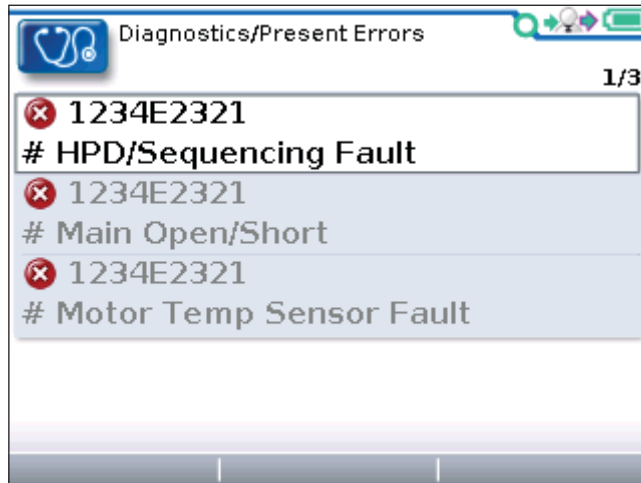 Diagnostics/Present Errors
1/3
1234E2321
# HPD/Sequencing Fault
1234E2321
# Main Open/Short
1234E2321
# Motor Temp Sensor Fault